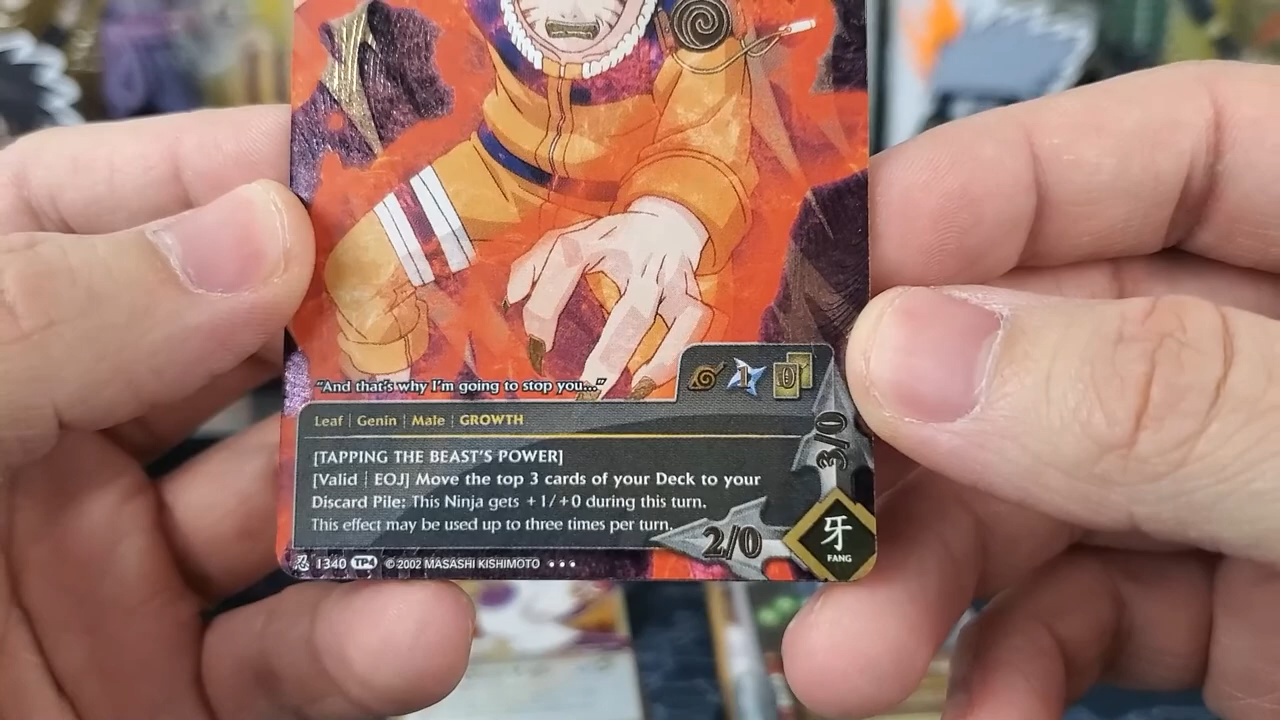 "And that's why I'm going to stop you..."
1
0
Leaf | Genin | Male | GROWTH
3/0
[TAPPING THE BEAST'S POWER]
[Valid | EOJ] Move the top 3 cards of your Deck to your
Discard Pile: This Ninja gets +1/+0 during this turn.
This effect may be used up to three times per turn.
2/0
牙
FANG
1340 TP4 © 2002 MASASHI KISHIMOTO